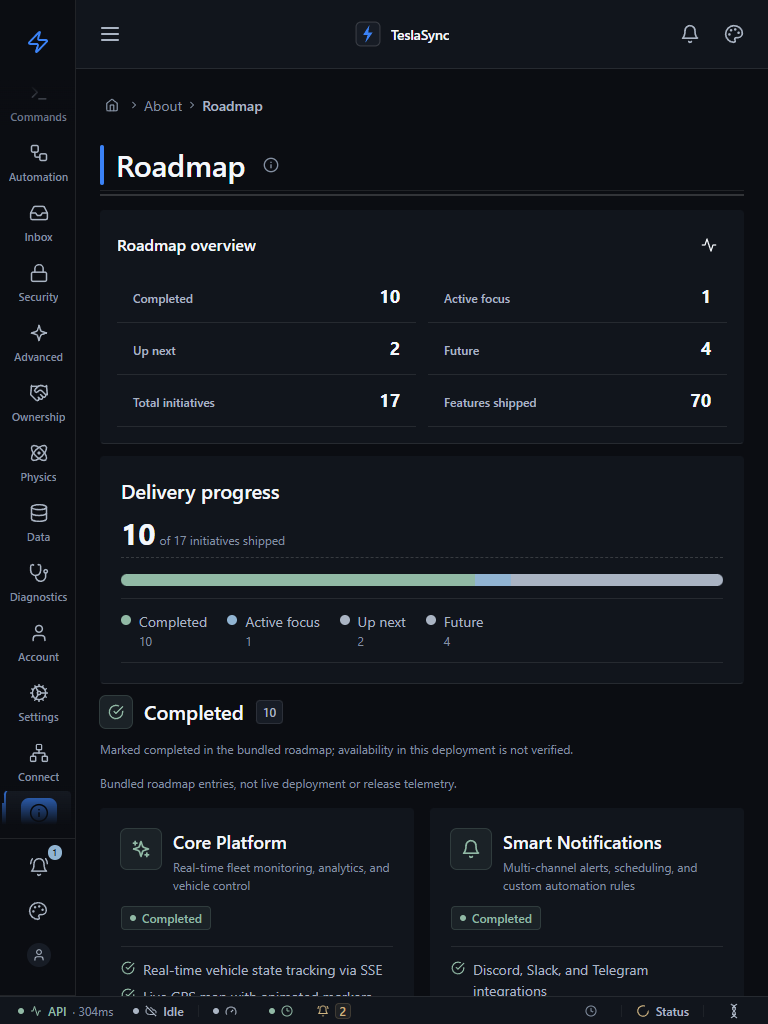 TeslaSync
Commands
Automation
Inbox
Security
Advanced
Ownership
Physics
Data
Diagnostics
Account
Settings
Connect
1
About
Roadmap
Roadmap
Roadmap overview
Completed 10
Active focus 1
Up next 2
Future 4
Total initiatives 17
Features shipped 70
Delivery progress
10 of 17 initiatives shipped
Completed
10
Active focus
1
Up next
2
Future
4
Completed 10
Marked completed in the bundled roadmap; availability in this deployment is not verified.
Bundled roadmap entries, not live deployment or release telemetry.
Core Platform
Real-time fleet monitoring, analytics, and
vehicle control
Completed
Real-time vehicle state tracking via SSE
Live GPS map with animated markers
Smart Notifications
Multi-channel alerts, scheduling, and
custom automation rules
Completed
Discord, Slack, and Telegram
integrations
API · 304ms
Idle
2
Status